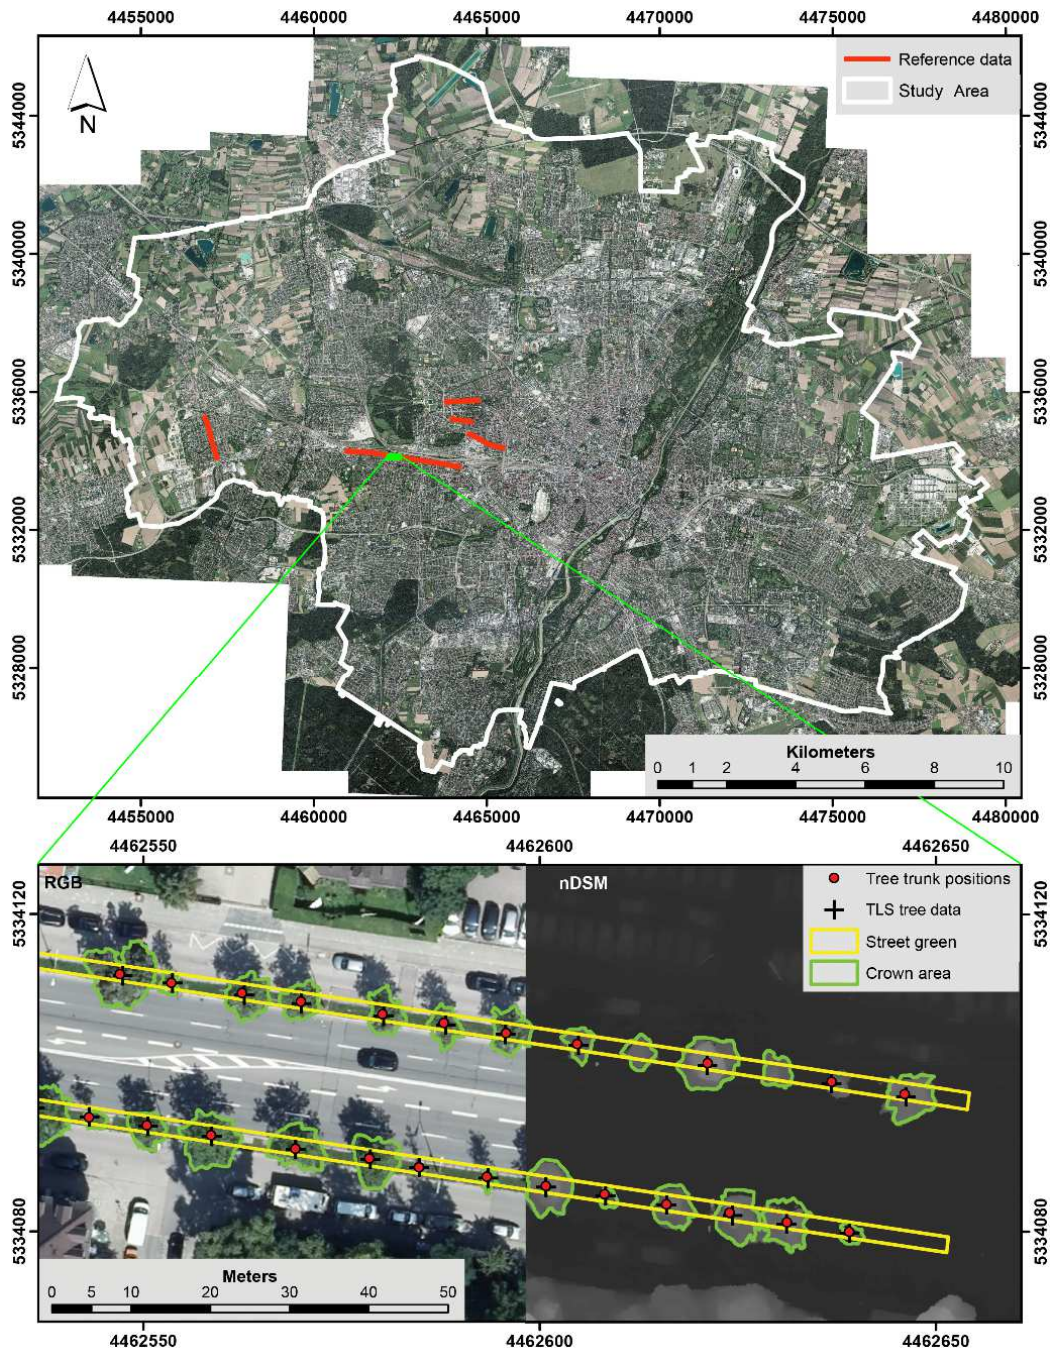 4455000 4460000 4465000 4470000 4475000 4480000
Reference data
Study Area
N
5344000 5344000
5340000 5340000
5336000 5336000
5332000 5332000
5328000 5328000
Kilometers
0 1 2 4 6 8 10
4455000 4460000 4465000 4470000 4475000 4480000
4462550 4462600 4462650
RGB nDSM
Tree trunk positions
TLS tree data
Street green
Crown area
5334120 5334120
5334080 5334080
Meters
0 5 10 20 30 40 50
4462550 4462600 4462650